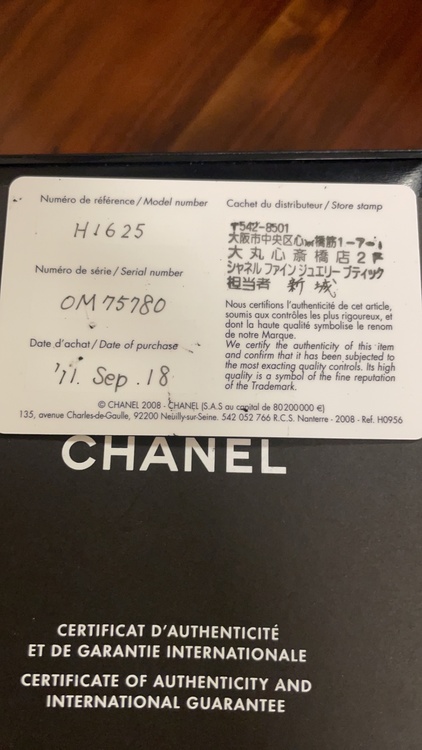 Numéro de référence / Model number
H1625
Numéro de série / Serial number
OM75780
Date d'achat / Date of purchase
'11. Sep. 18
Cachet du distributeur / Store stamp
〒542-8501
大阪市中央区心斎橋筋1-7-1
大丸心斎橋店2F
シャネルファインジュエリーブティック
担当者 新城
Nous certifions l'authenticité de cet article,
soumis aux contrôles les plus rigoureux, et
dont la haute qualité symbolise le renom
de notre Marque.
We certify the authenticity of this item
and confirm that it has been subjected to
the most exacting quality controls. Its high
quality is a symbol of the fine reputation
of the Trademark.
© CHANEL 2008 - CHANEL (S.A.S au capital de 80200000 €)
135, avenue Charles-de-Gaulle, 92200 Neuilly-sur-Seine. 542 052 766 R.C.S. Nanterre - 2008 - Ref. H0956
CHANEL
CERTIFICAT D'AUTHENTICITÉ
ET DE GARANTIE INTERNATIONALE
CERTIFICATE OF AUTHENTICITY AND
INTERNATIONAL GUARANTEE